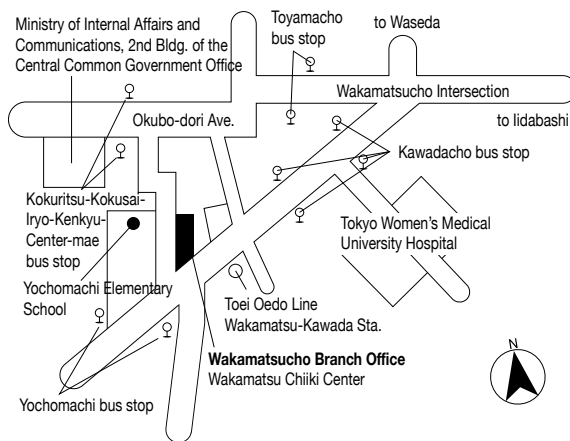 Ministry of Internal Affairs and
Communications, 2nd Bldg. of the
Central Common Government Office
Toyamacho
bus stop
to Waseda
Wakamatsucho Intersection
Okubo-dori Ave.
to Iidabashi
Kawadacho bus stop
Kokuritsu-Kokusai-
Iryo-Kenkyu-
Center-mae
bus stop
Tokyo Women's Medical
University Hospital
Yochomachi Elementary
School
Toei Oedo Line
Wakamatsu-Kawada Sta.
Wakamatsucho Branch Office
Wakamatsu Chiiki Center
Yochomachi bus stop
N